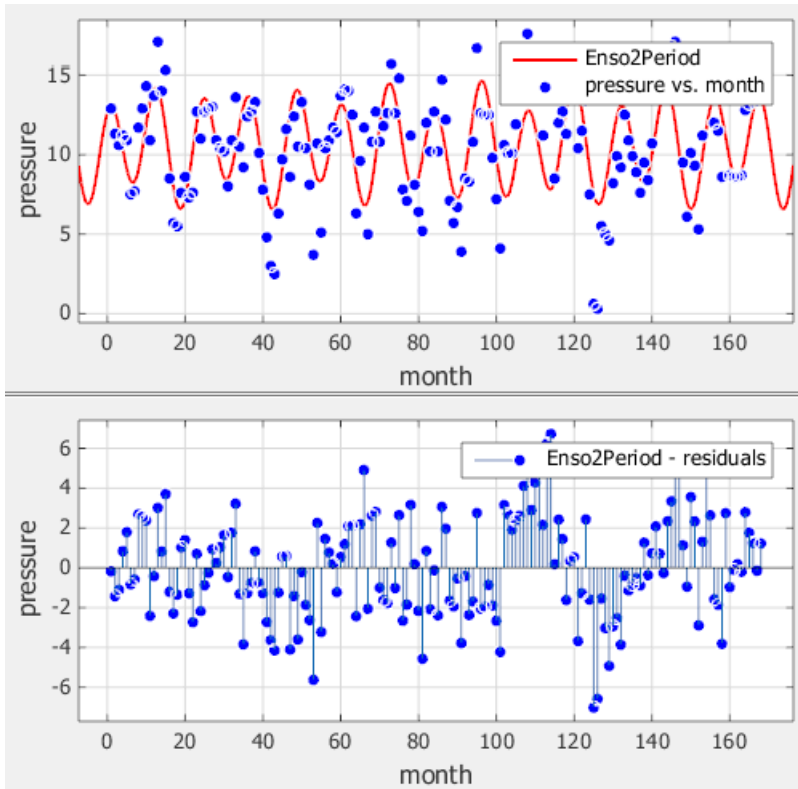 Enso2Period
pressure vs. month
15
10
5
0
pressure
0 20 40 60 80 100 120 140 160
month
Enso2Period - residuals
6
4
2
0
-2
-4
-6
pressure
0 20 40 60 80 100 120 140 160
month